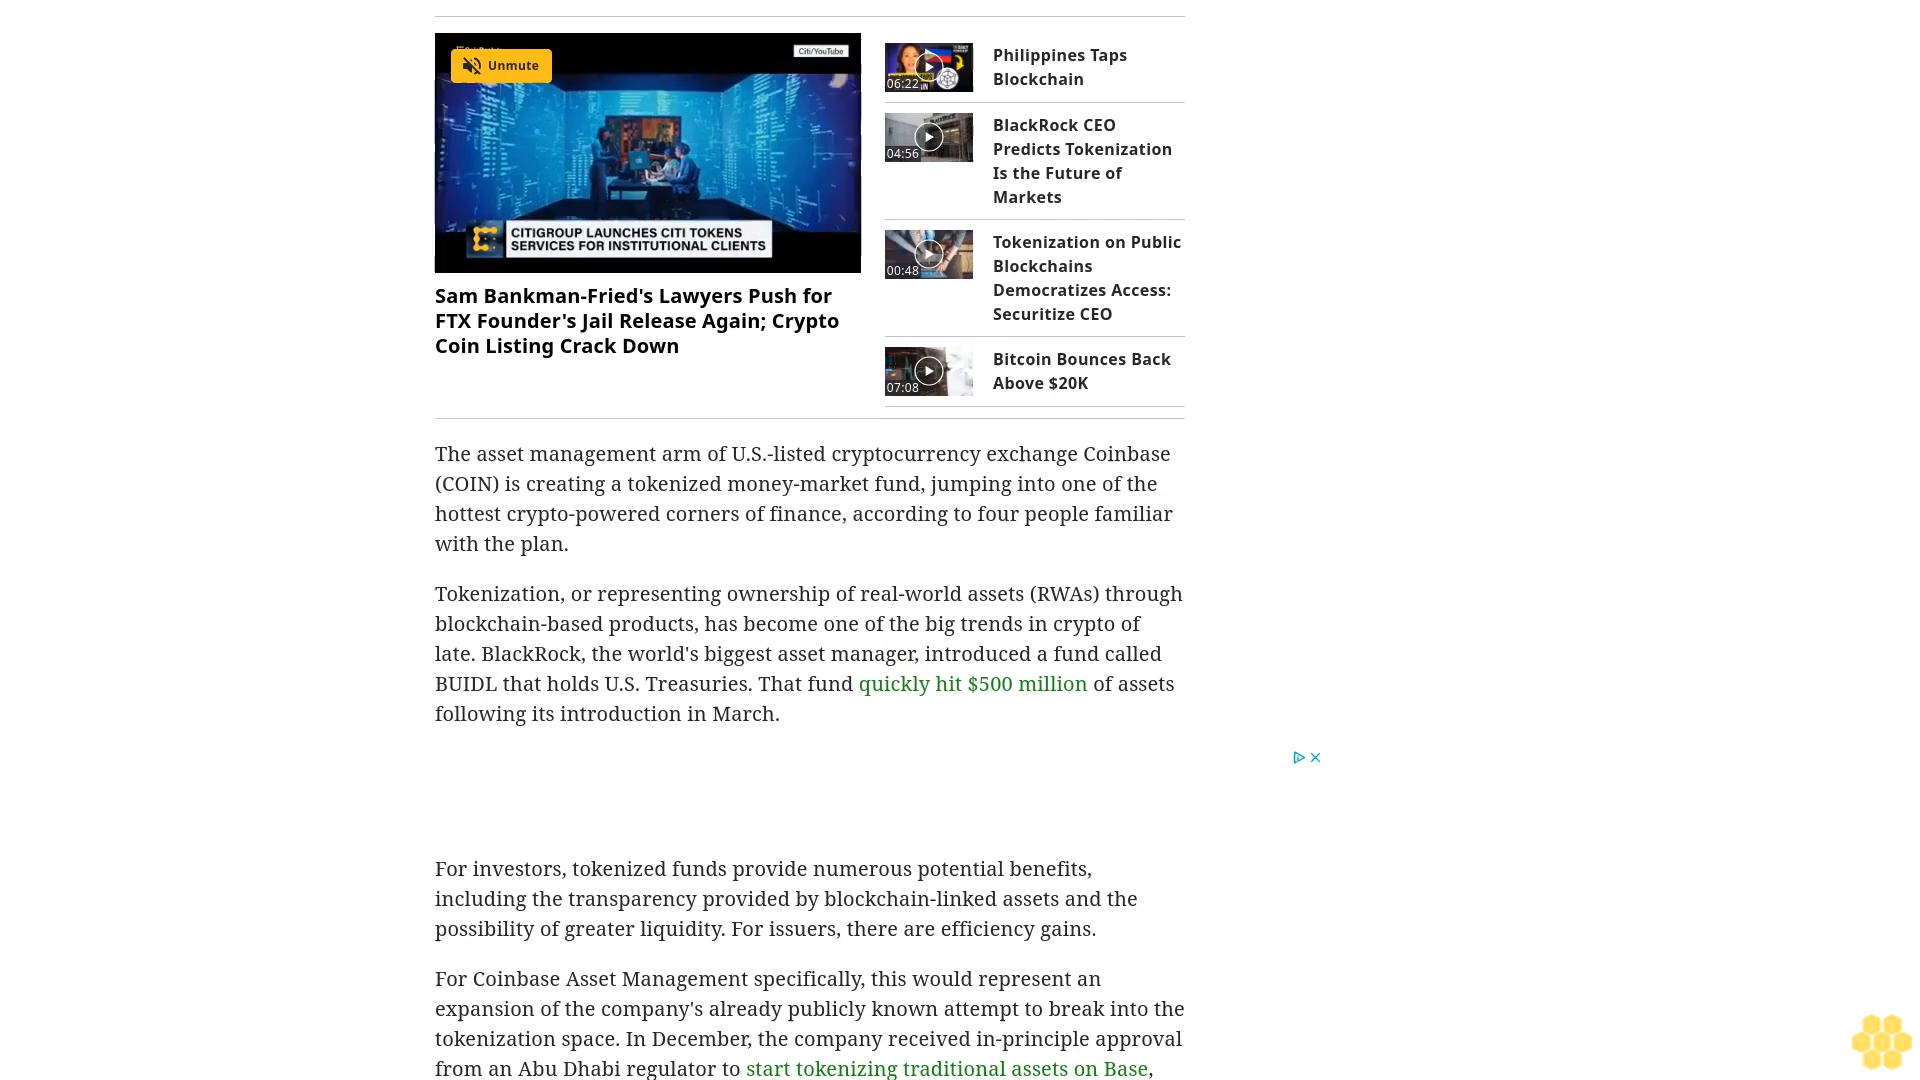 Unmute
Citi/YouTube
CITIGROUP LAUNCHES CITI TOKENS
SERVICES FOR INSTITUTIONAL CLIENTS
Sam Bankman-Fried's Lawyers Push for
FTX Founder's Jail Release Again; Crypto
Coin Listing Crack Down
06:22
Philippines Taps
Blockchain
04:56
BlackRock CEO
Predicts Tokenization
Is the Future of
Markets
00:48
Tokenization on Public
Blockchains
Democratizes Access:
Securitize CEO
07:08
Bitcoin Bounces Back
Above $20K
The asset management arm of U.S.-listed cryptocurrency exchange Coinbase
(COIN) is creating a tokenized money-market fund, jumping into one of the
hottest crypto-powered corners of finance, according to four people familiar
with the plan.
Tokenization, or representing ownership of real-world assets (RWAs) through
blockchain-based products, has become one of the big trends in crypto of
late. BlackRock, the world's biggest asset manager, introduced a fund called
BUIDL that holds U.S. Treasuries. That fund quickly hit $500 million of assets
following its introduction in March.
For investors, tokenized funds provide numerous potential benefits,
including the transparency provided by blockchain-linked assets and the
possibility of greater liquidity. For issuers, there are efficiency gains.
For Coinbase Asset Management specifically, this would represent an
expansion of the company's already publicly known attempt to break into the
tokenization space. In December, the company received in-principle approval
from an Abu Dhabi regulator to start tokenizing traditional assets on Base,